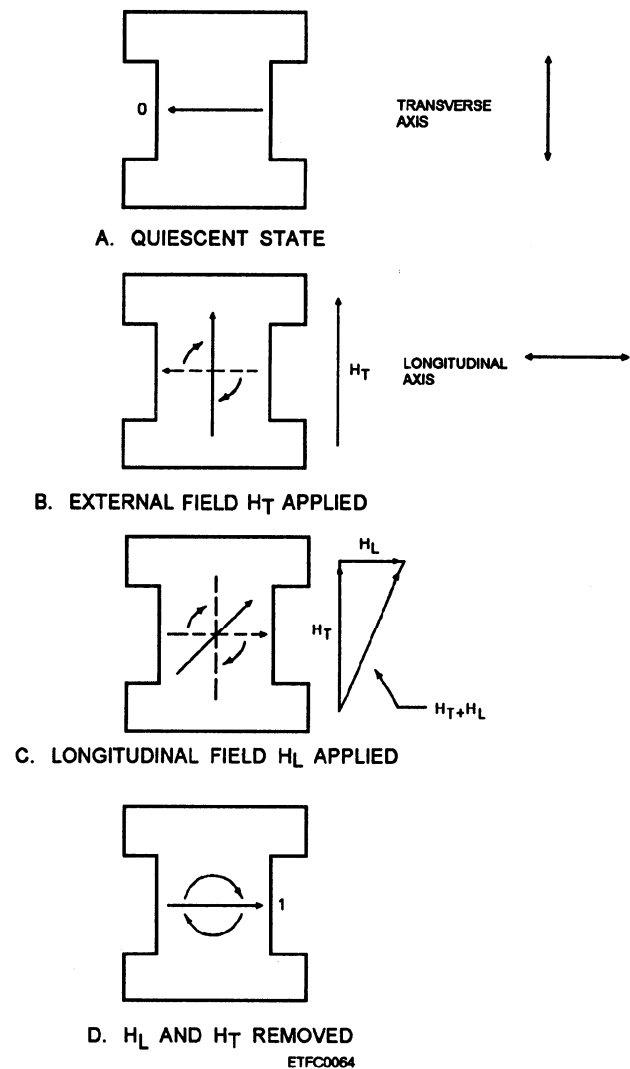 0
TRANSVERSE
AXIS
A. QUIESCENT STATE
HT
LONGITUDINAL
AXIS
B. EXTERNAL FIELD HT APPLIED
HL
HT
HT+HL
C. LONGITUDINAL FIELD HL APPLIED
1
D. HL AND HT REMOVED
ETFC0064